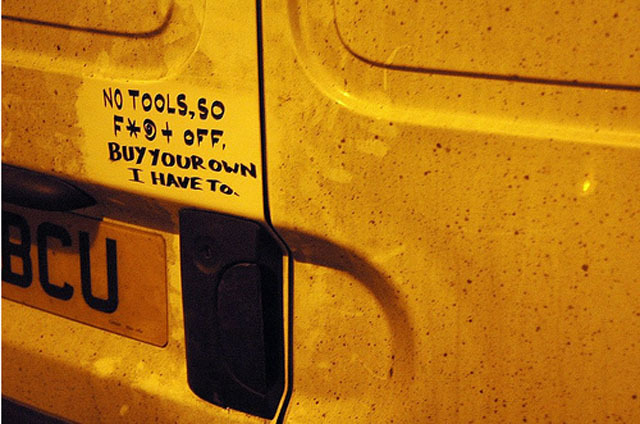 NO TOOLS, SO
F*@+ OFF,
BUY YOUR OWN
I HAVE TO.
BCU